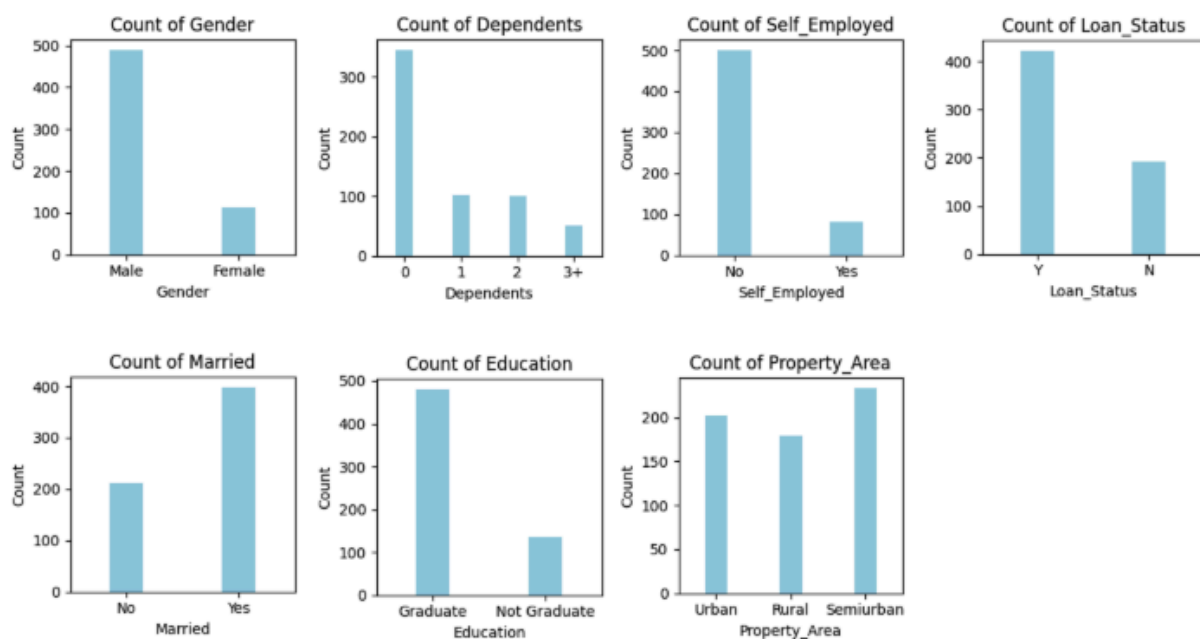 Count of Gender
500
400
300
200
100
0
Count
Male Female
Gender
Count of Dependents
300
200
100
0
Count
0 1 2 3+
Dependents
Count of Self_Employed
500
400
300
200
100
0
Count
No Yes
Self_Employed
Count of Loan_Status
400
300
200
100
0
Count
Y N
Loan_Status
Count of Married
400
300
200
100
0
Count
No Yes
Married
Count of Education
500
400
300
200
100
0
Count
Graduate Not Graduate
Education
Count of Property_Area
200
150
100
50
0
Count
Urban Rural Semiurban
Property_Area